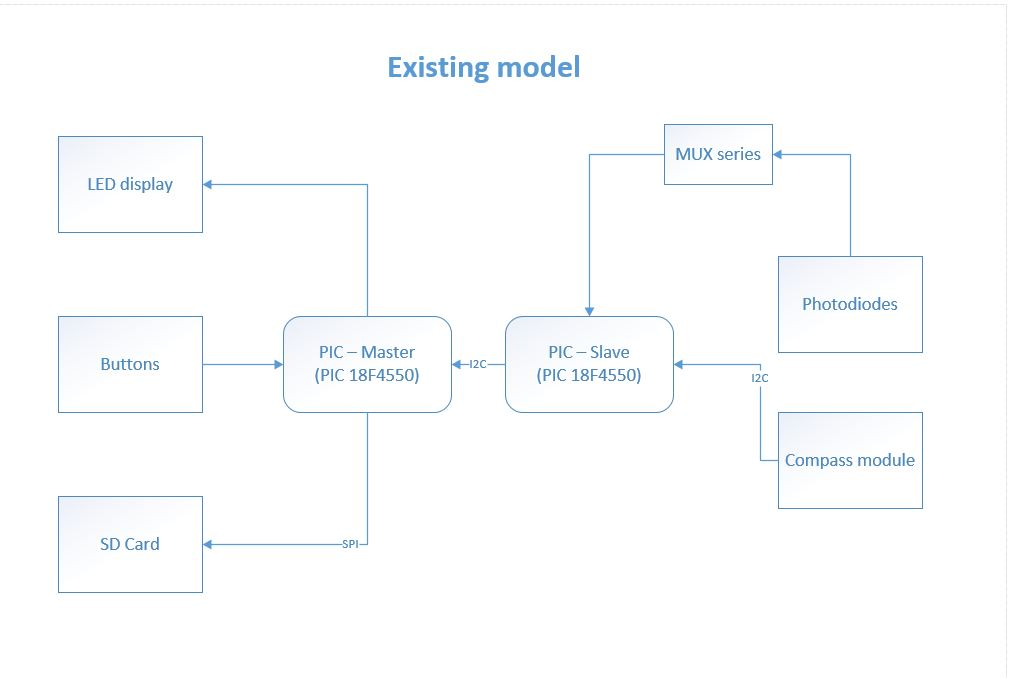 Existing model
MUX series
LED display
Photodiodes
Buttons
PIC – Master
(PIC 18F4550)
I2C
PIC – Slave
(PIC 18F4550)
I2C
Compass module
SD Card
SPI